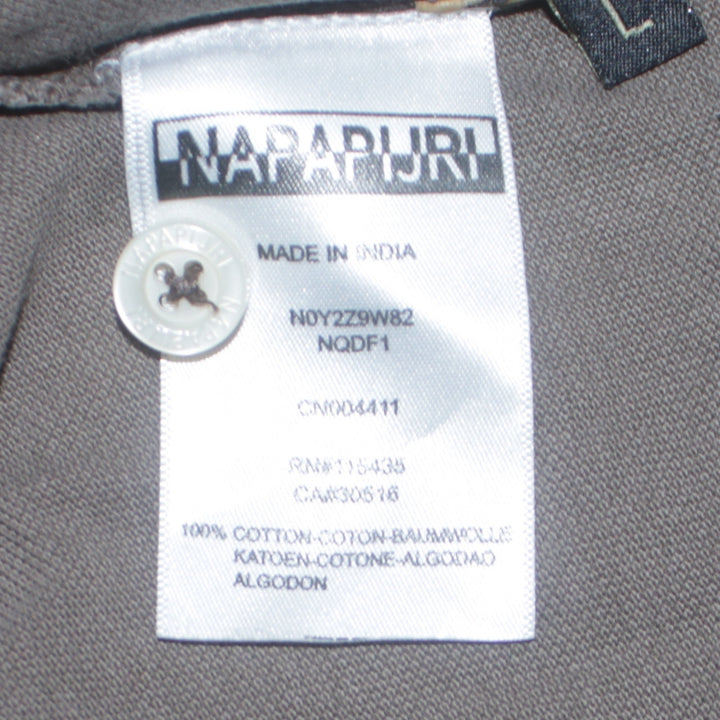 L
NAPAPIJRI
NAPAPIJRI
MADE IN INDIA
N0Y2Z9W82
NQDF1
CN004411
RN#115435
CA#30516
100% COTTON-COTON-BAUMWOLLE
KATOEN-COTONE-ALGODAO
ALGODON